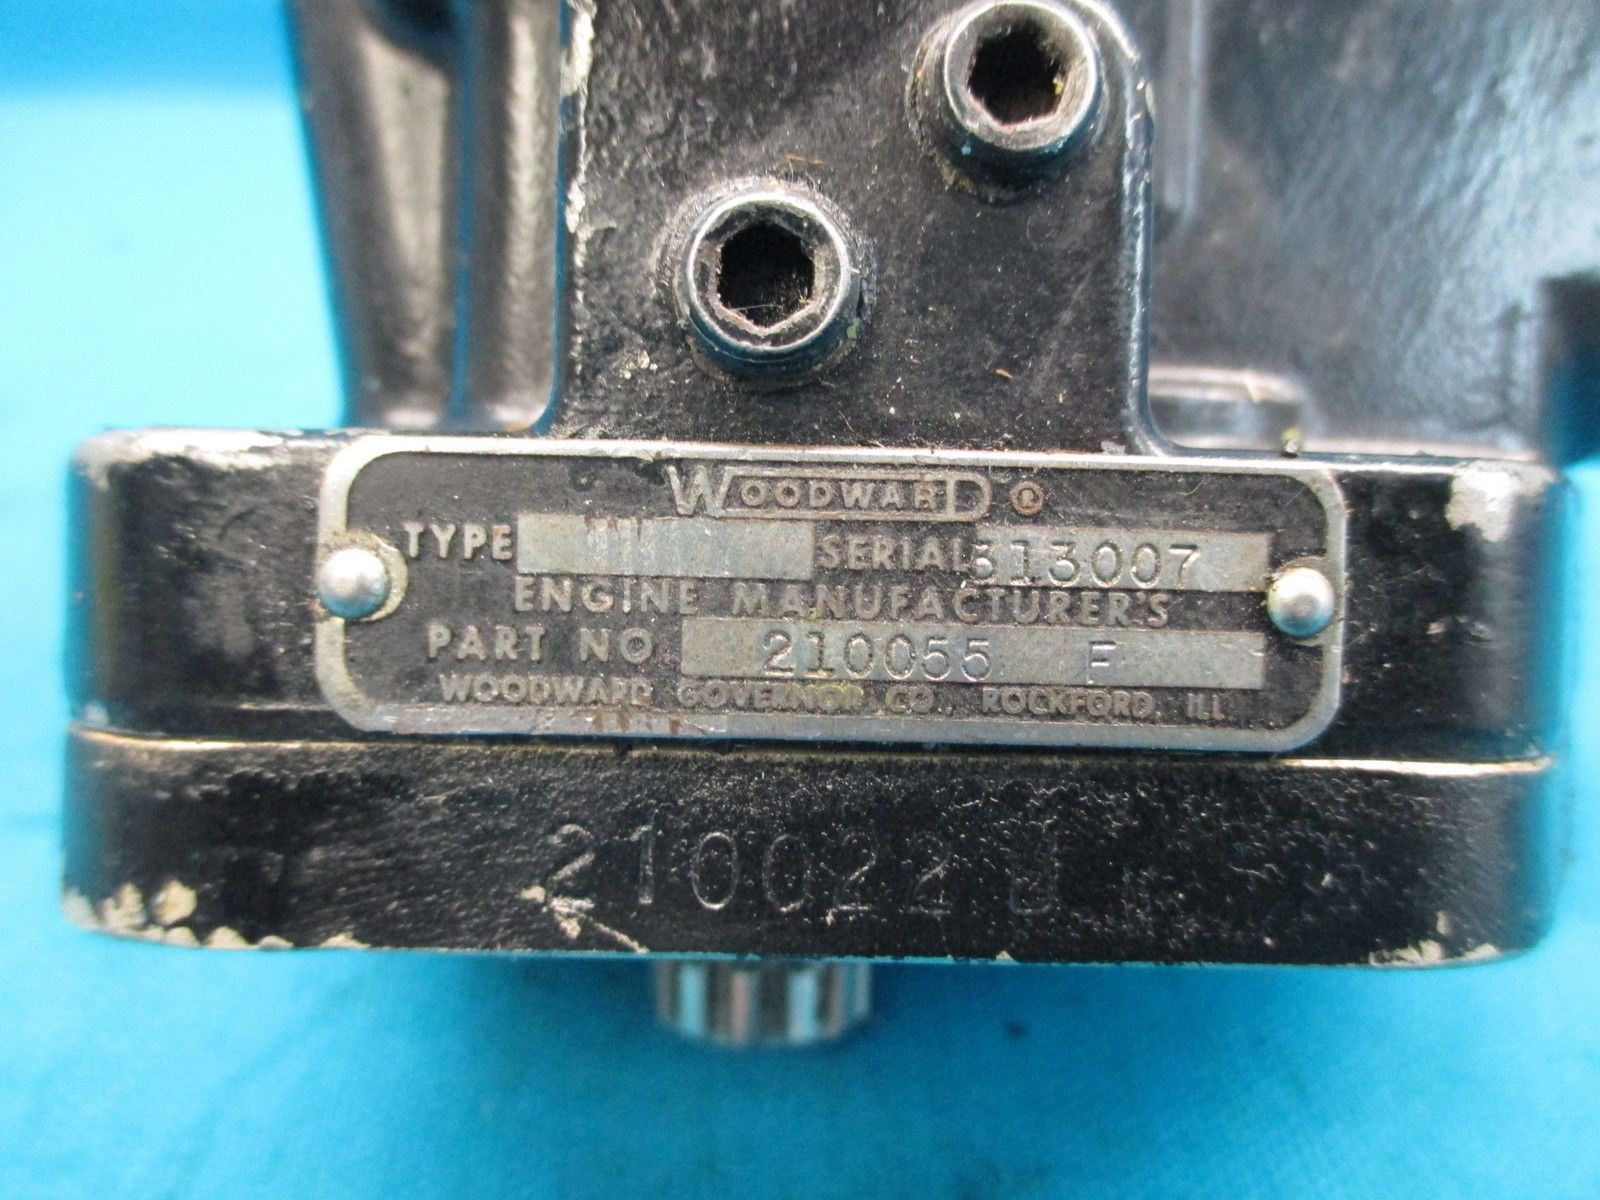 WOODWARD ®
TYPE SERIAL 313007
ENGINE MANUFACTURER'S
PART NO. 210055 F
WOODWARD GOVERNOR CO., ROCKFORD, ILL.
210022 J